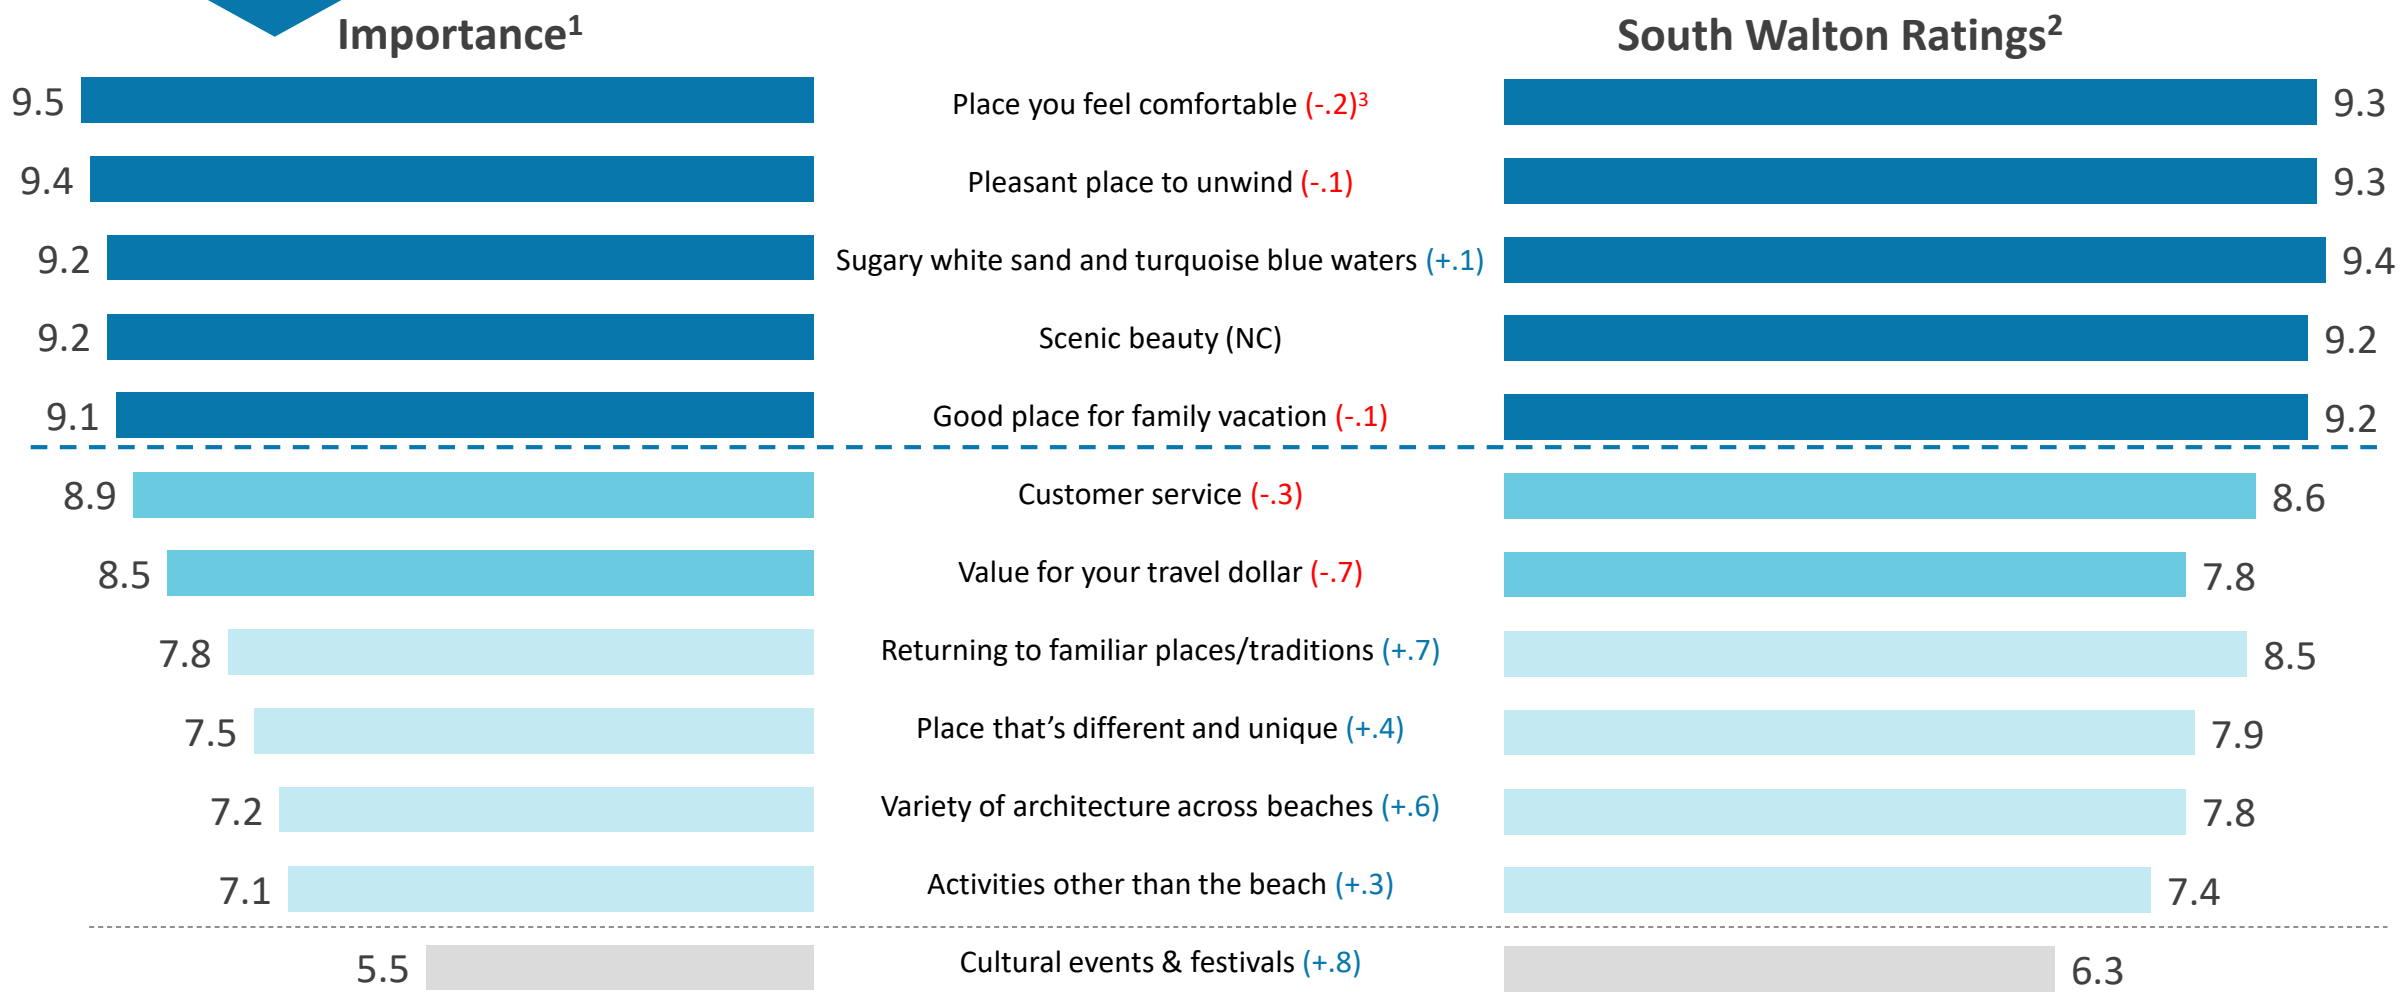 Importance¹ South Walton Ratings²
9.5 Place you feel comfortable (-.2)³ 9.3
9.4 Pleasant place to unwind (-.1) 9.3
9.2 Sugary white sand and turquoise blue waters (+.1) 9.4
9.2 Scenic beauty (NC) 9.2
9.1 Good place for family vacation (-.1) 9.2
8.9 Customer service (-.3) 8.6
8.5 Value for your travel dollar (-.7) 7.8
7.8 Returning to familiar places/traditions (+.7) 8.5
7.5 Place that’s different and unique (+.4) 7.9
7.2 Variety of architecture across beaches (+.6) 7.8
7.1 Activities other than the beach (+.3) 7.4
5.5 Cultural events & festivals (+.8) 6.3